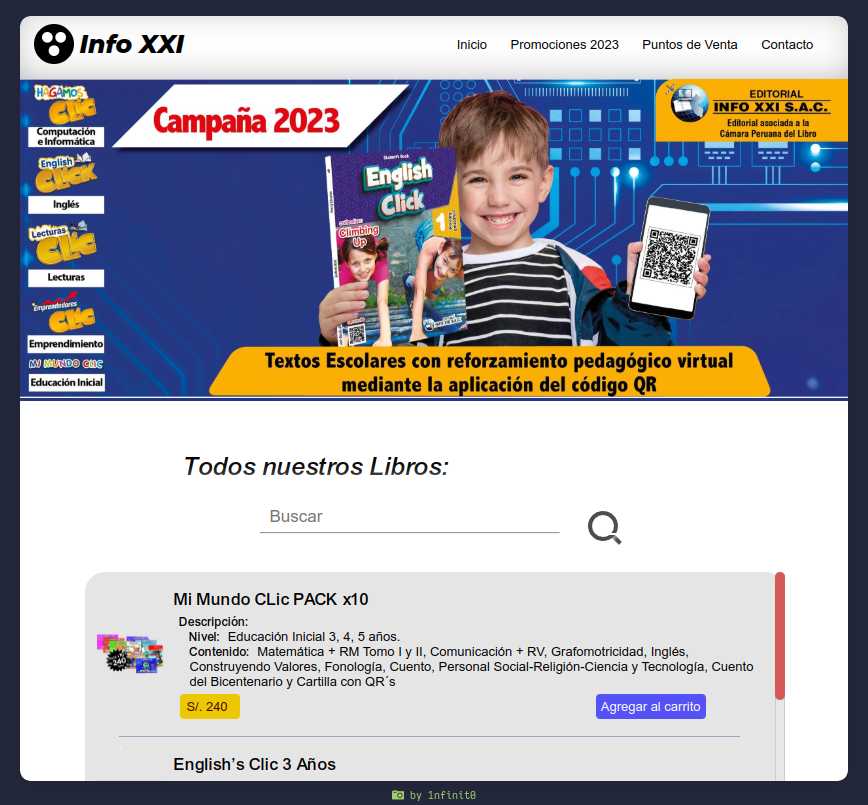 Info XXI
Inicio
Promociones 2023
Puntos de Venta
Contacto
HAGAMOS
CLIC
Computación
e Informática
English
CLICK
Inglés
Lecturas
CLIC
Lecturas
Emprendedores
CLIC
Emprendimiento
MI MUNDO CLIC
Educación Inicial
Campaña 2023
EDITORIAL
INFO XXI S.A.C.
Editorial asociada a la
Cámara Peruana del Libro
Student's Book
English
Click
1
Climbing
Up
Textos Escolares con reforzamiento pedagógico virtual
mediante la aplicación del código QR
Todos nuestros Libros:
Buscar
Mi Mundo CLic PACK x10
Descripción:
Nivel: Educación Inicial 3, 4, 5 años.
Contenido: Matemática + RM Tomo I y II, Comunicación + RV, Grafomotricidad, Inglés,
Construyendo Valores, Fonología, Cuento, Personal Social-Religión-Ciencia y Tecnología, Cuento
del Bicentenario y Cartilla con QR´s
240
S/. 240
Agregar al carrito
English’s Clic 3 Años
by 1nfinit0